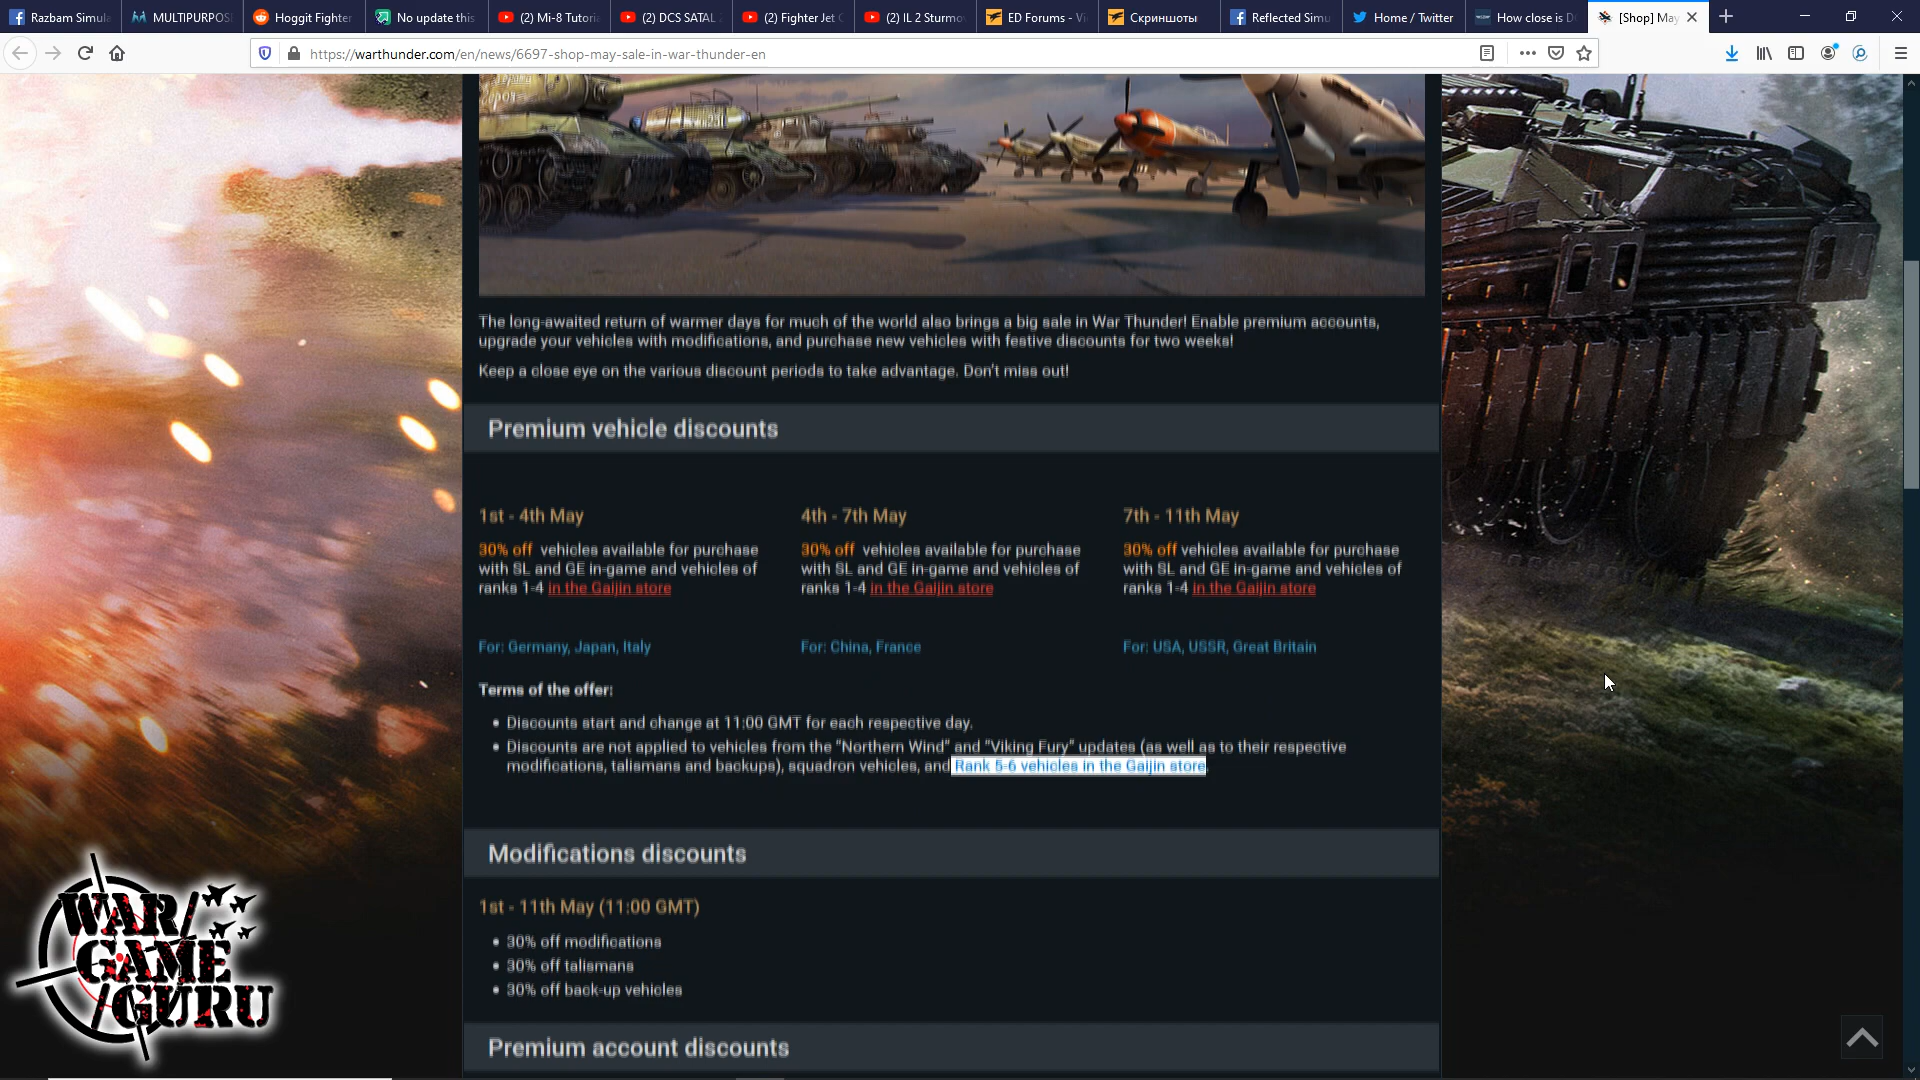 Razbam Simula
MULTIPURPOS
Hoggit Fighter
No update this
(2) Mi-8 Tutoria
(2) DCS SATAL 2
(2) Fighter Jet C
(2) IL 2 Sturmov
ED Forums - Vi
Скриншоты
Reflected Simu
Home / Twitter
How close is D
[Shop] May
https://warthunder.com/en/news/6697-shop-may-sale-in-war-thunder-en
The long-awaited return of warmer days for much of the world also brings a big sale in War Thunder! Enable premium accounts,
upgrade your vehicles with modifications, and purchase new vehicles with festive discounts for two weeks!
Keep a close eye on the various discount periods to take advantage. Don't miss out!
Premium vehicle discounts
1st - 4th May
30% off vehicles available for purchase
with SL and GE in-game and vehicles of
ranks 1-4 in the Gaijin store
For: Germany, Japan, Italy
4th - 7th May
30% off vehicles available for purchase
with SL and GE in-game and vehicles of
ranks 1-4 in the Gaijin store
For: China, France
7th - 11th May
30% off vehicles available for purchase
with SL and GE in-game and vehicles of
ranks 1-4 in the Gaijin store
For: USA, USSR, Great Britain
Terms of the offer:
• Discounts start and change at 11:00 GMT for each respective day.
• Discounts are not applied to vehicles from the "Northern Wind" and "Viking Fury" updates (as well as to their respective
modifications, talismans and backups), squadron vehicles, and Rank 5-6 vehicles in the Gaijin store.
Modifications discounts
1st - 11th May (11:00 GMT)
• 30% off modifications
• 30% off talismans
• 30% off back-up vehicles
Premium account discounts
WAR/
GAME
/GURU